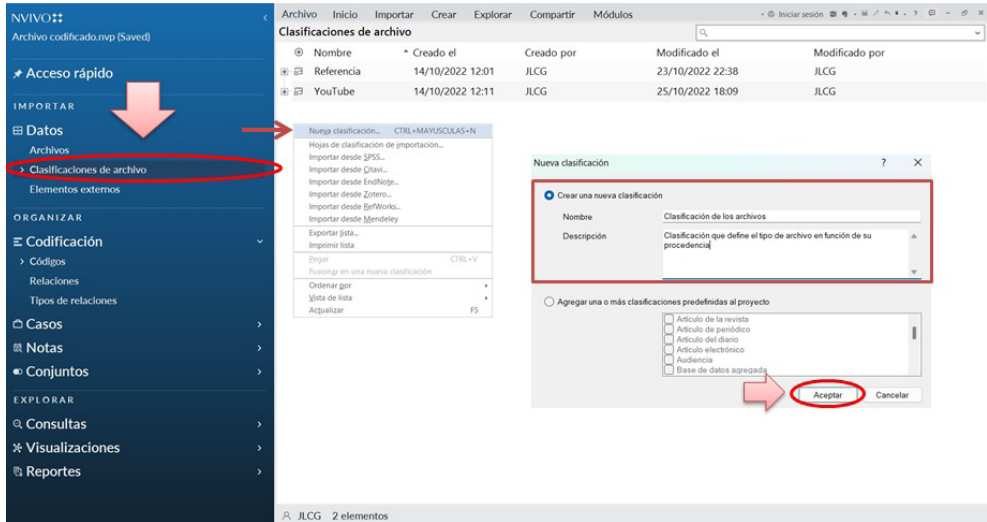 NVIVO
Archivo codificado.nvp (Saved)
Acceso rápido
IMPORTAR
Datos
Archivos
Clasificaciones de archivo
Elementos externos
ORGANIZAR
Codificación
Códigos
Relaciones
Tipos de relaciones
Casos
Notas
Conjuntos
EXPLORAR
Consultas
Visualizaciones
Reportes
Archivo Inicio Importar Crear Explorar Compartir Módulos Iniciar sesión
Clasificaciones de archivo
Nombre Creado el Creado por Modificado el Modificado por
Referencia 14/10/2022 12:01 JLCG 23/10/2022 22:38 JLCG
YouTube 14/10/2022 12:11 JLCG 25/10/2022 18:09 JLCG
Nueva clasificación... CTRL+MAYUSCULAS+N
Hojas de clasificación de importación...
Importar desde SPSS...
Importar desde Citavi...
Importar desde EndNote...
Importar desde Zotero...
Importar desde RefWorks...
Importar desde Mendeley
Exportar lista...
Imprimir lista
Pegar CTRL+V
Fusionar en una nueva clasificación
Ordenar por
Vista de lista
Actualizar F5
Nueva clasificación ? X
Crear una nueva clasificación
Nombre Clasificación de los archivos
Descripción Clasificación que define el tipo de archivo en función de su
procedencia
Agregar una o más clasificaciones predefinidas al proyecto
Artículo de la revista
Artículo de periódico
Artículo del diario
Artículo electrónico
Audiencia
Base de datos agregada
Aceptar Cancelar
JLCG 2 elementos